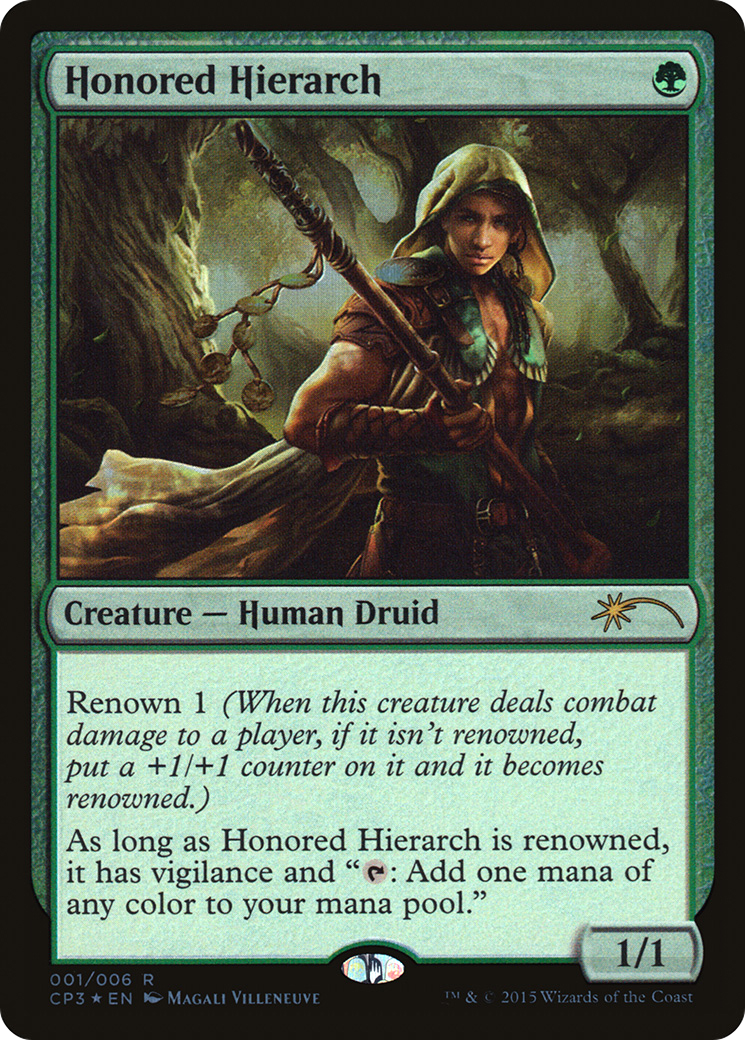 Honored Hierarch
Creature — Human Druid
Renown 1 (When this creature deals combat
damage to a player, if it isn't renowned,
put a +1/+1 counter on it and it becomes
renowned.)
As long as Honored Hierarch is renowned,
it has vigilance and “: Add one mana of
any color to your mana pool.”
1/1
001/006 R
CP3 ★ EN Magali Villeneuve
™ & © 2015 Wizards of the Coast